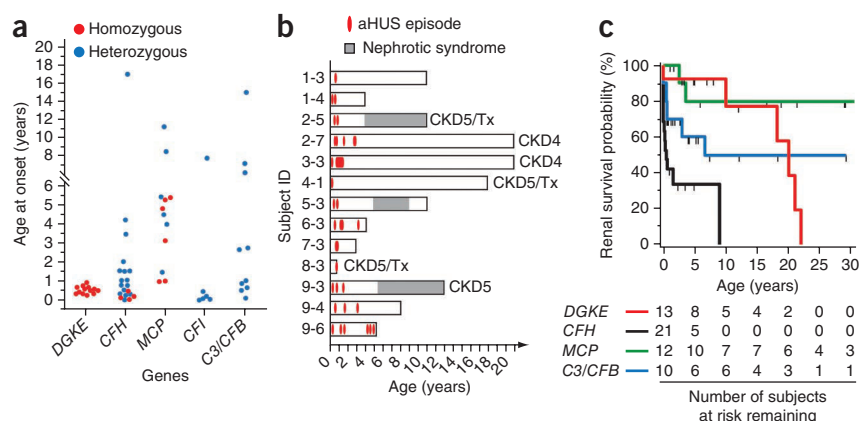 a
Homozygous
Heterozygous
Age at onset (years)
20
18
16
14
12
10
8
6
5
4
3
2
1
0
DGKE
CFH
MCP
CFI
C3/CFB
Genes
b
aHUS episode
Nephrotic syndrome
Subject ID
1-3
1-4
2-5 CKD5/Tx
2-7 CKD4
3-3 CKD4
4-1 CKD5/Tx
5-3
6-3
7-3
8-3 CKD5/Tx
9-3 CKD5
9-4
9-6
0 2 4 6 8 10 12 14 16 18 20
Age (years)
c
Renal survival probability (%)
100
80
60
40
20
0
0 5 10 15 20 25 30
Age (years)
DGKE 13 8 5 4 2 0 0
CFH 21 5 0 0 0 0 0
MCP 12 10 7 7 6 4 3
C3/CFB 10 6 6 4 3 1 1
Number of subjects
at risk remaining